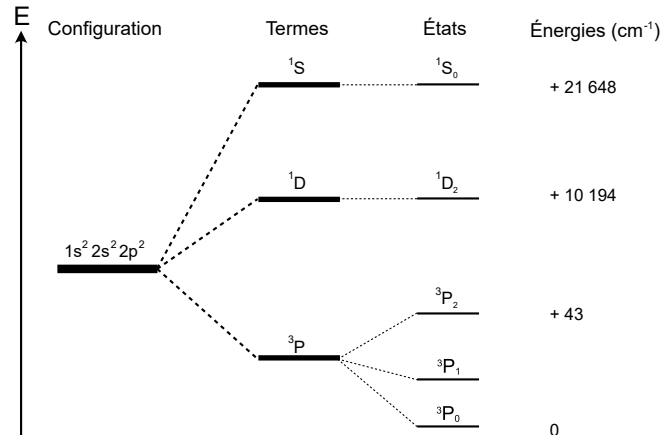 E
Configuration Termes États Énergies (cm⁻¹)
¹S ¹S₀
+ 21 648
¹D ¹D₂
+ 10 194
1s² 2s² 2p²
³P₂
+ 43
³P
³P₁
³P₀
0